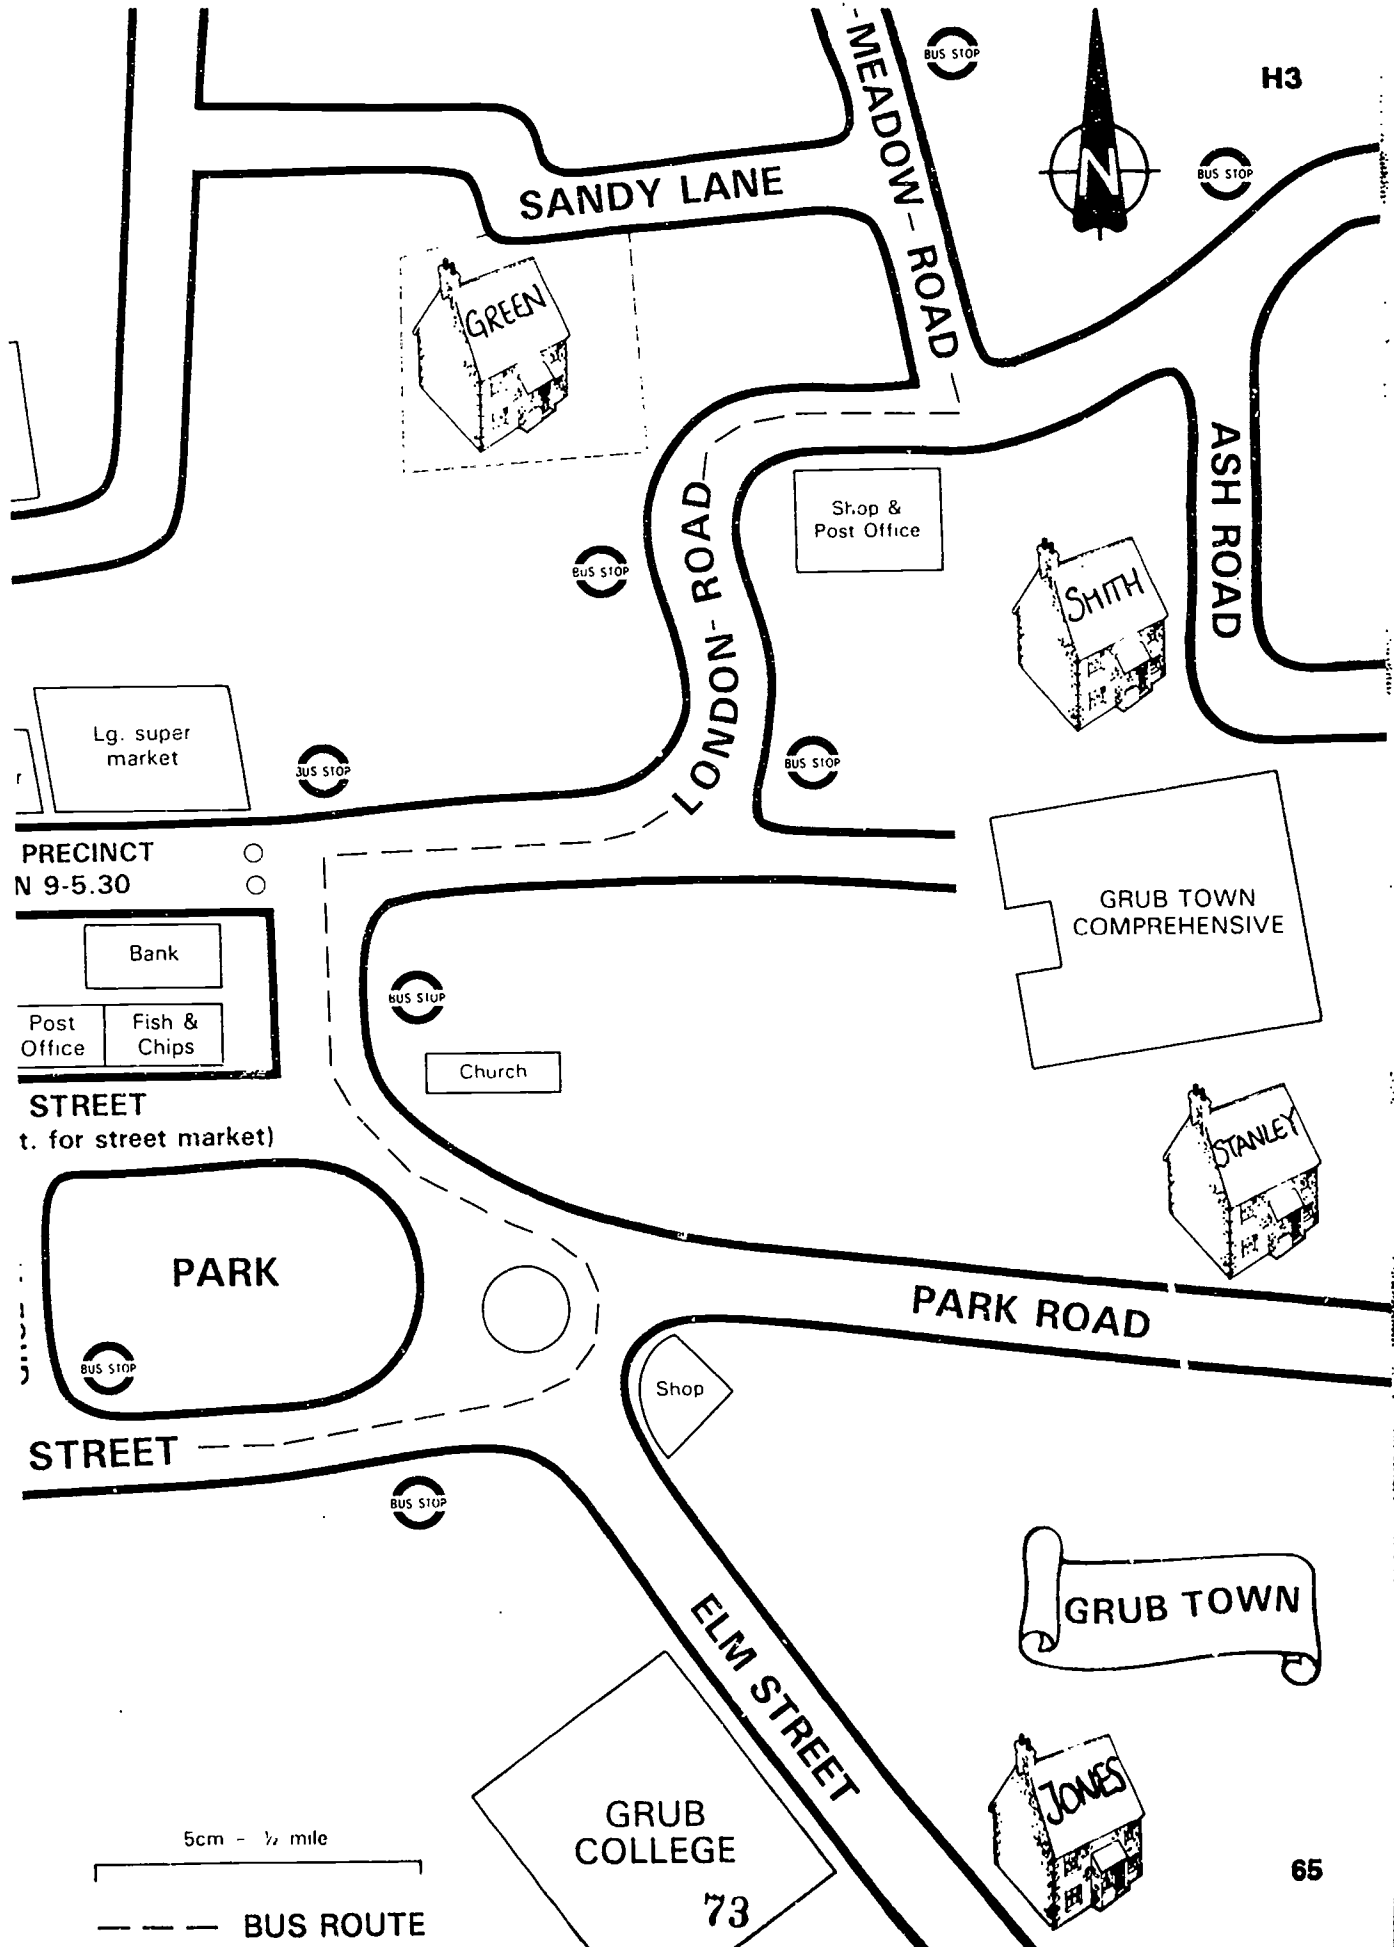 MEADOW-ROAD
BUS STOP
H3
N
BUS STOP
SANDY LANE
GREEN
ASH ROAD
Shop &
Post Office
BUS STOP
LONDON-ROAD
SMITH
Lg. super
market
BUS STOP
BUS STOP
r
PRECINCT
N 9-5.30
GRUB TOWN
COMPREHENSIVE
Bank
BUS STOP
Post
Office
Fish &
Chips
Church
STREET
t. for street market)
STANLEY
PARK
PARK ROAD
BUS STOP
Shop
STREET
BUS STOP
GRUB TOWN
ELM STREET
JONES
GRUB
COLLEGE
5cm - ½ mile
65
73
BUS ROUTE